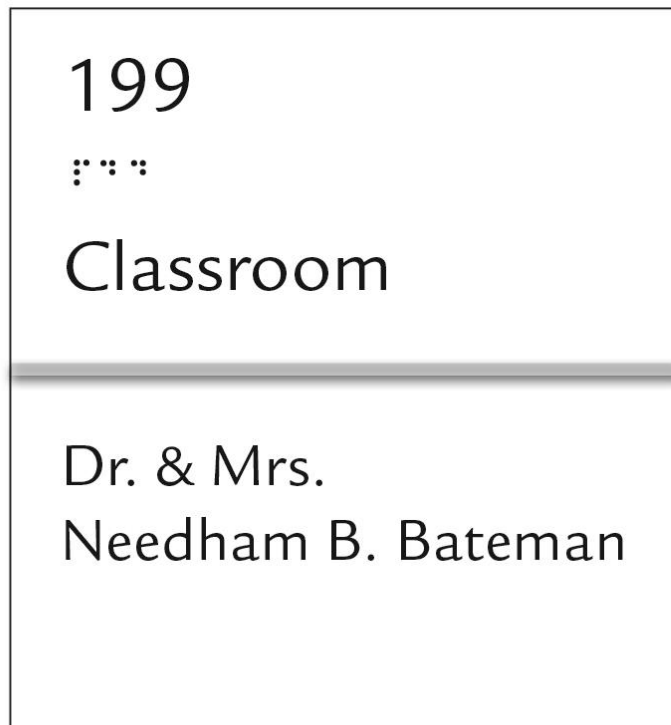 199
⠏⠙⠙
Classroom
Dr. & Mrs.
Needham B. Bateman